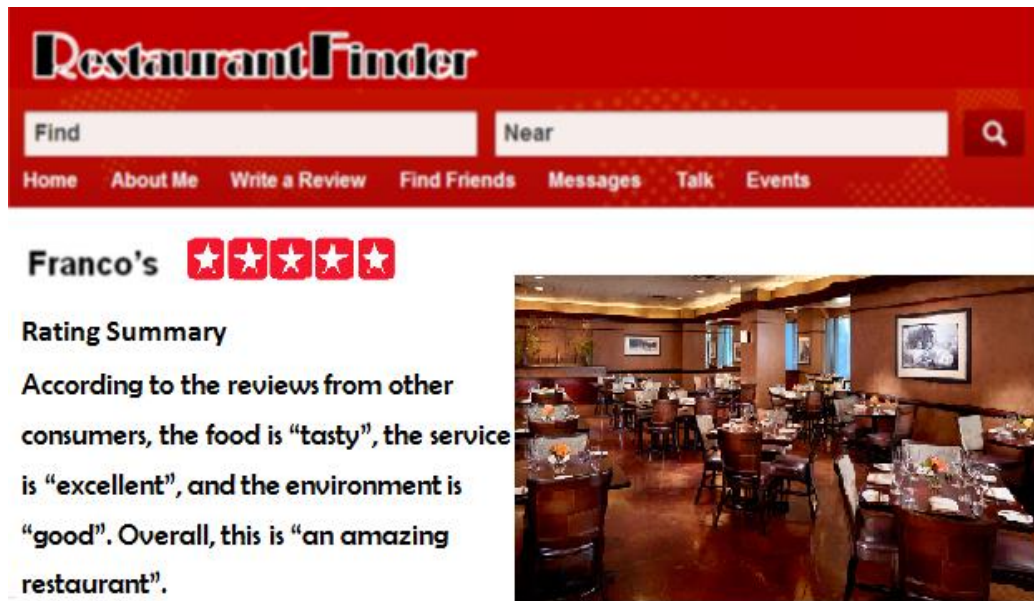 RestaurantFinder
Find
Near
Home About Me Write a Review Find Friends Messages Talk Events
Franco's
Rating Summary
According to the reviews from other
consumers, the food is “tasty”, the service
is “excellent”, and the environment is
“good”. Overall, this is “an amazing
restaurant”.